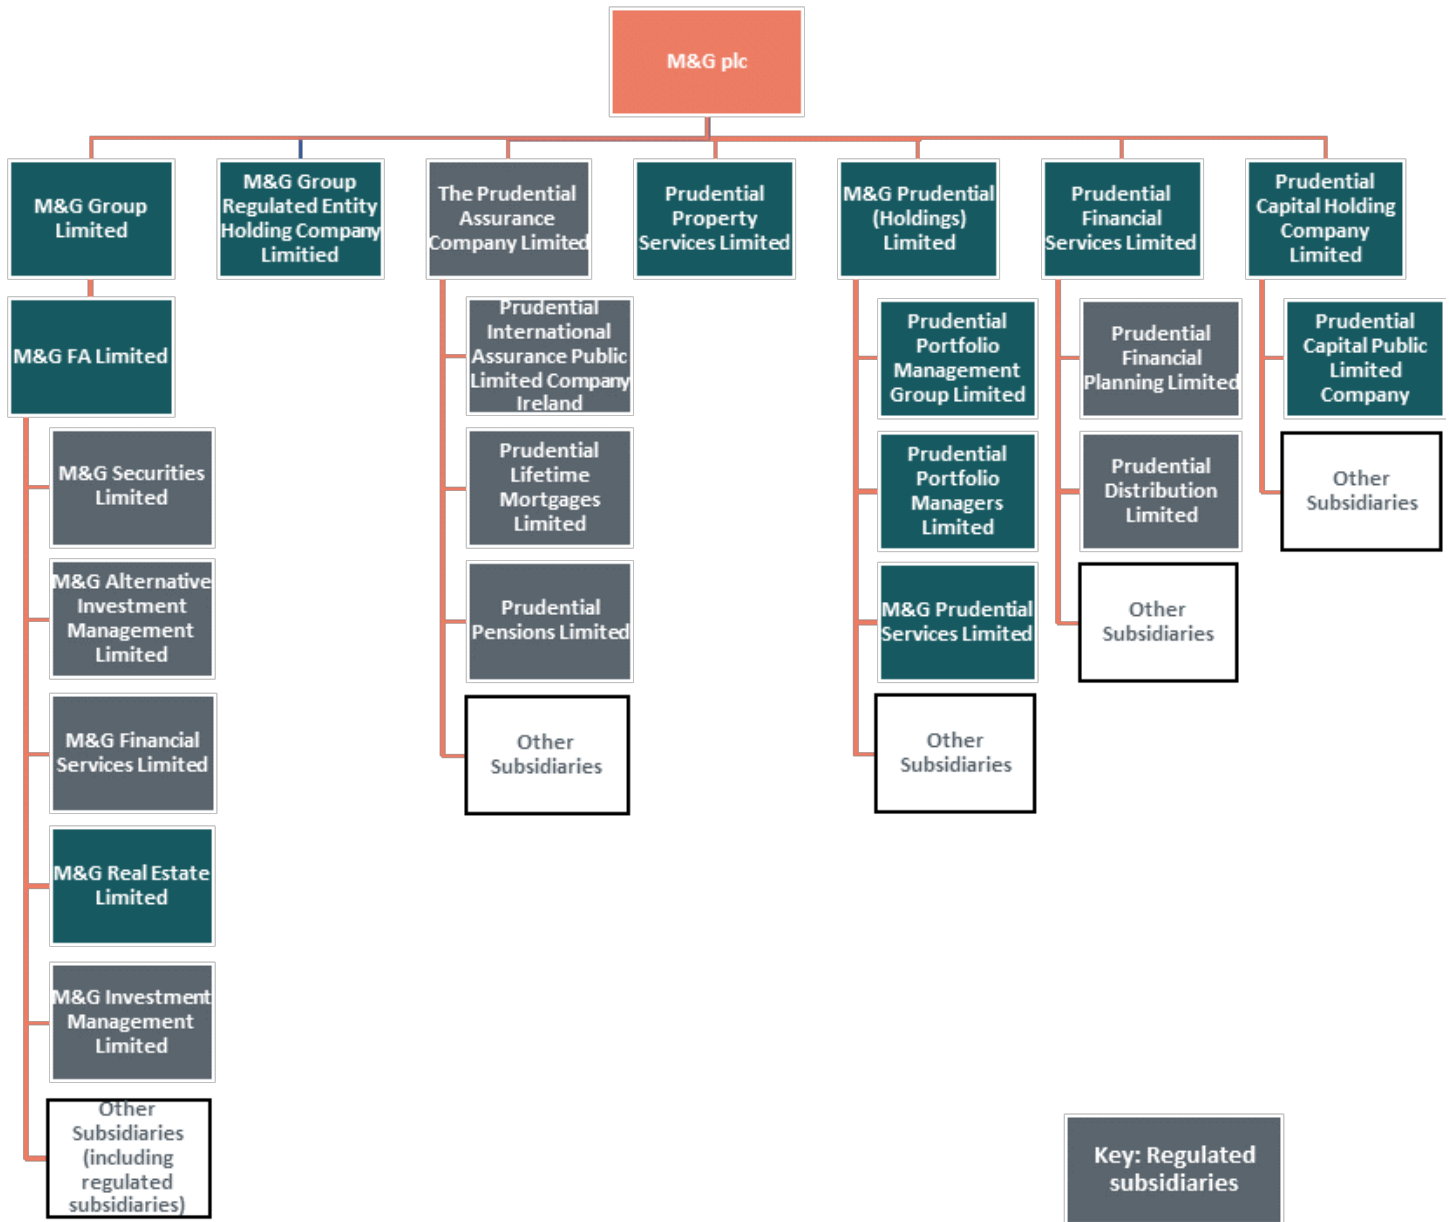 M&G plc
M&G Group
Limited
M&G Group
Regulated Entity
Holding Company
Limitied
The Prudential
Assurance
Company Limited
Prudential
Property
Services Limited
M&G Prudential
(Holdings)
Limited
Prudential
Financial
Services Limited
Prudential
Capital Holding
Company
Limited
M&G FA Limited
M&G Securities
Limited
M&G Alternative
Investment
Management
Limited
M&G Financial
Services Limited
M&G Real Estate
Limited
M&G Investment
Management
Limited
Other
Subsidiaries
(including
regulated
subsidiaries)
Prudential
International
Assurance Public
Limited Company
Ireland
Prudential
Lifetime
Mortgages
Limited
Prudential
Pensions Limited
Other
Subsidiaries
Prudential
Portfolio
Management
Group Limited
Prudential
Portfolio
Managers
Limited
M&G Prudential
Services Limited
Other
Subsidiaries
Prudential
Financial
Planning Limited
Prudential
Distribution
Limited
Other
Subsidiaries
Prudential
Capital Public
Limited
Company
Other
Subsidiaries
Key: Regulated
subsidiaries